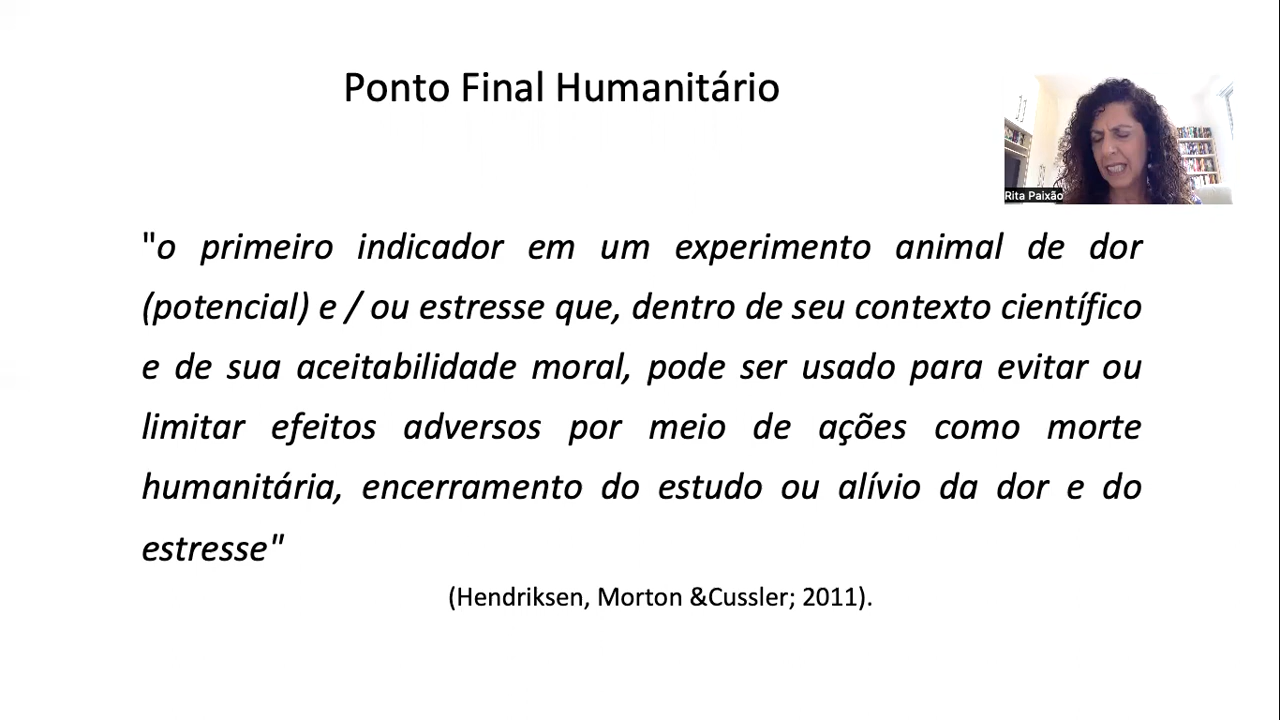 Ponto Final Humanitário
Rita Paixão
"o primeiro indicador em um experimento animal de dor
(potencial) e / ou estresse que, dentro de seu contexto científico
e de sua aceitabilidade moral, pode ser usado para evitar ou
limitar efeitos adversos por meio de ações como morte
humanitária, encerramento do estudo ou alívio da dor e do
estresse"
(Hendriksen, Morton &Cussler; 2011).